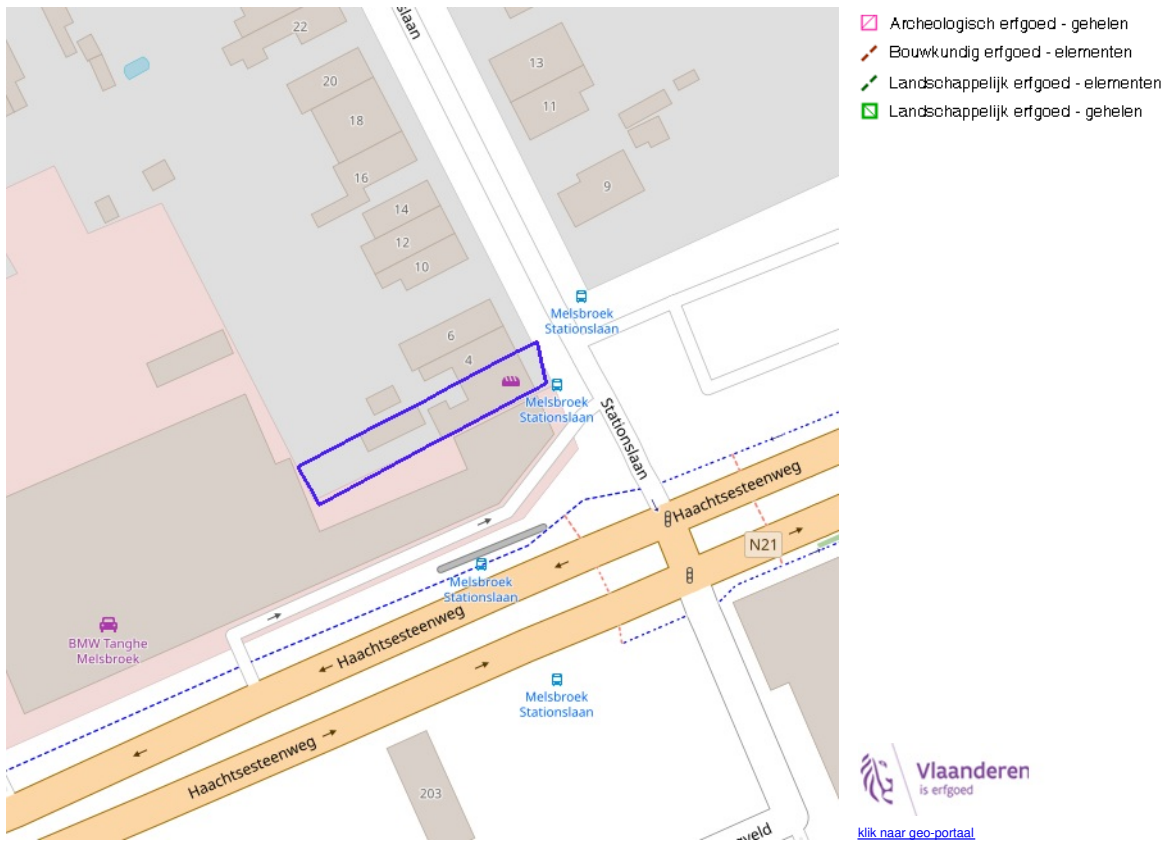 slaan
22
20
18
16
14
12
10
6
4
13
11
9
Melsbroek
Stationslaan
Melsbroek
Stationslaan
Stationslaan
Haachtsesteenweg
N21
Melsbroek
Stationslaan
Haachtsesteenweg
BMW Tanghe
Melsbroek
Melsbroek
Stationslaan
Haachtsesteenweg
203
gveld
Archeologisch erfgoed - gehelen
Bouwkundig erfgoed - elementen
Landschappelijk erfgoed - elementen
Landschappelijk erfgoed - gehelen
Vlaanderen
is erfgoed
klik naar geo-portaal